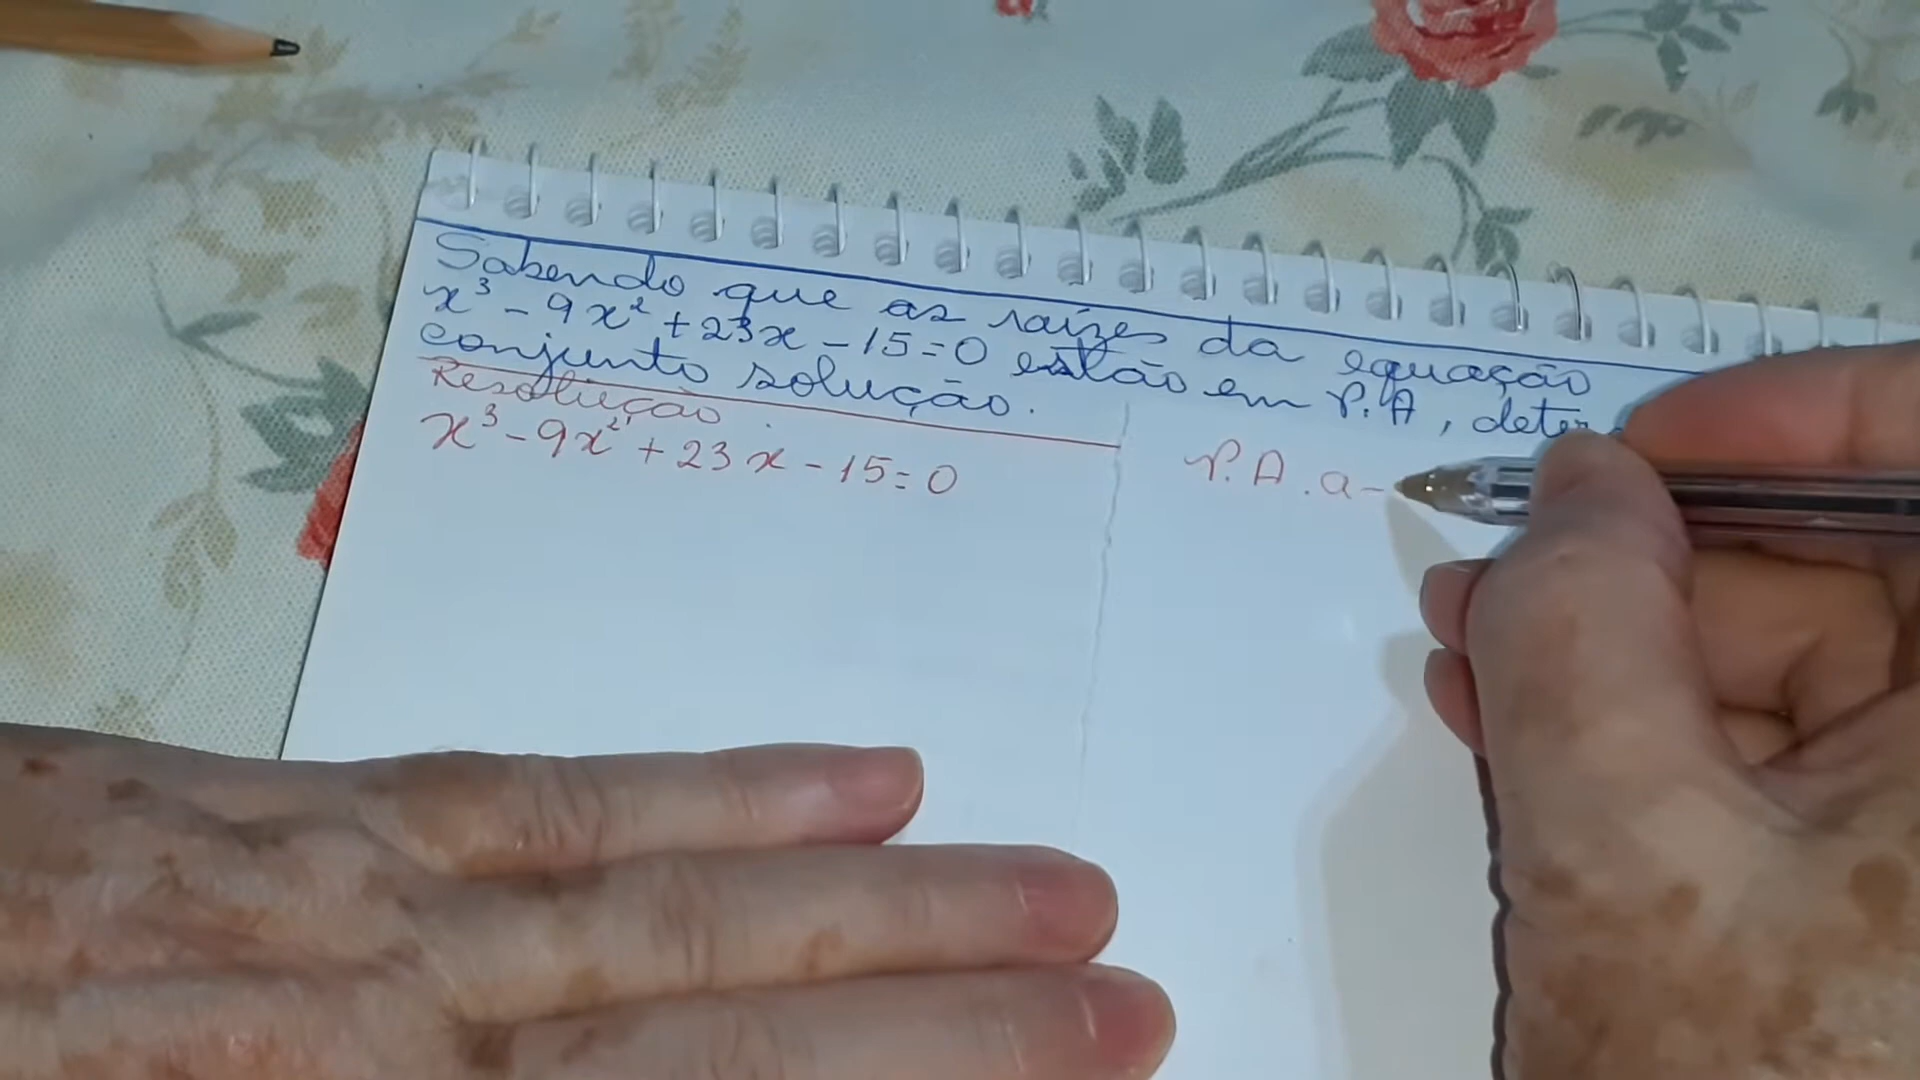 Sabendo que as raízes da equação
x³ - 9x² + 23x - 15 = 0 estão em P.A, deter
conjunto solução.
Resolução
x³ - 9x² + 23x - 15 = 0
P.A. a -